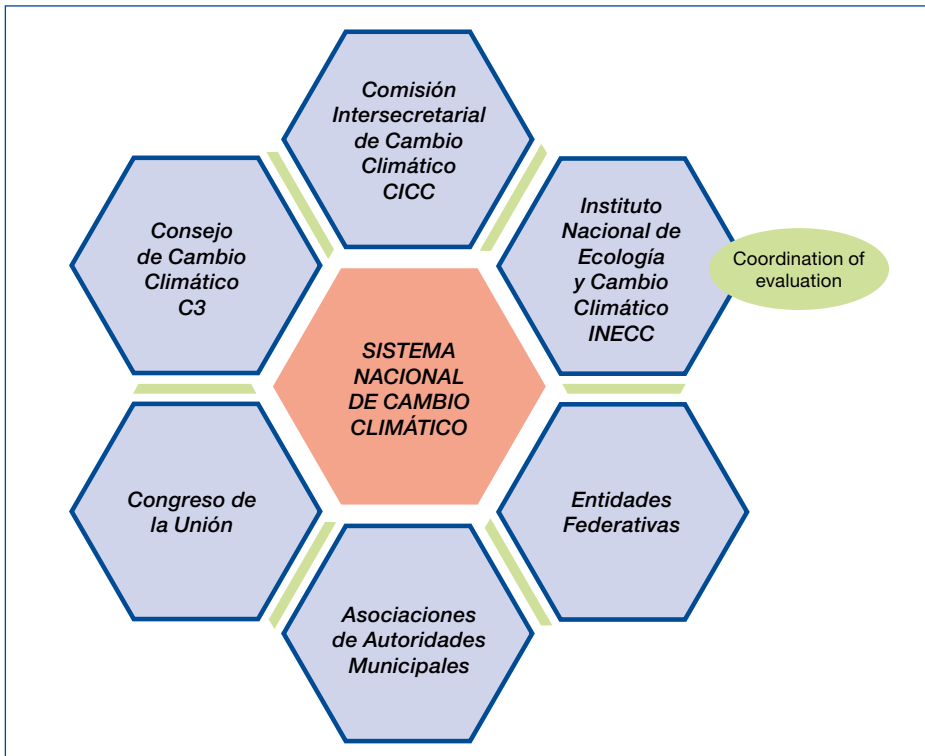 Comisión
Intersecretarial
de Cambio
Climático
CICC
Consejo
de Cambio
Climático
C3
Instituto
Nacional de
Ecología
y Cambio
Climático
INECC
Coordination of
evaluation
SISTEMA
NACIONAL
DE CAMBIO
CLIMÁTICO
Congreso de
la Unión
Entidades
Federativas
Asociaciones
de Autoridades
Municipales